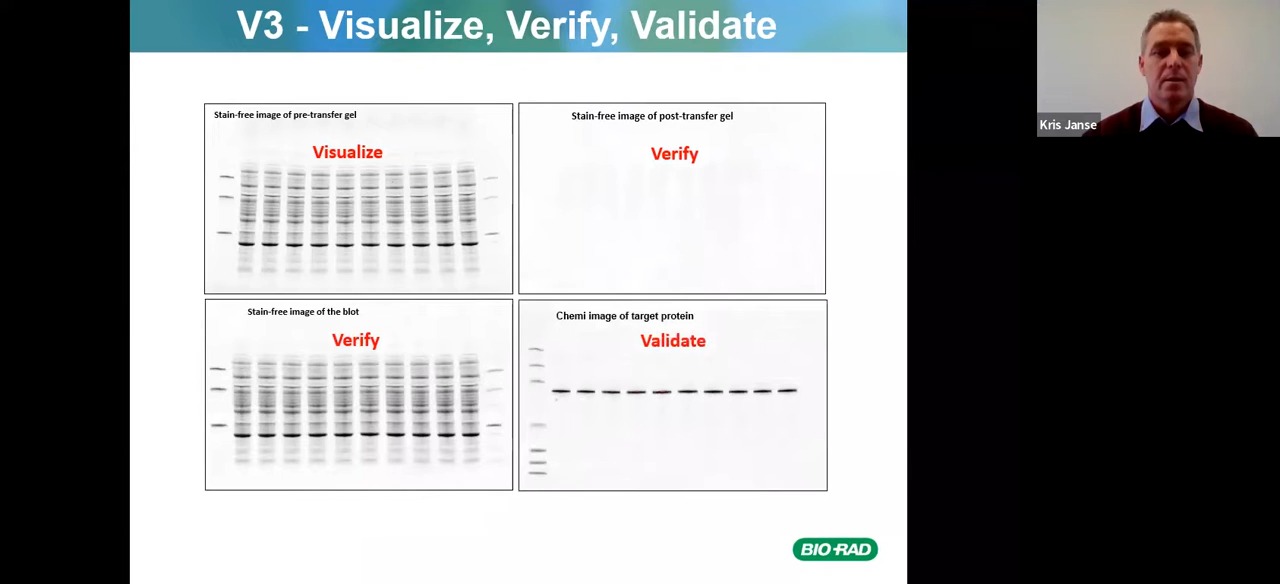 V3 - Visualize, Verify, Validate
Stain-free image of pre-transfer gel
Visualize
Stain-free image of post-transfer gel
Verify
Stain-free image of the blot
Verify
Chemi image of target protein
Validate
BIO-RAD
Kris Janse